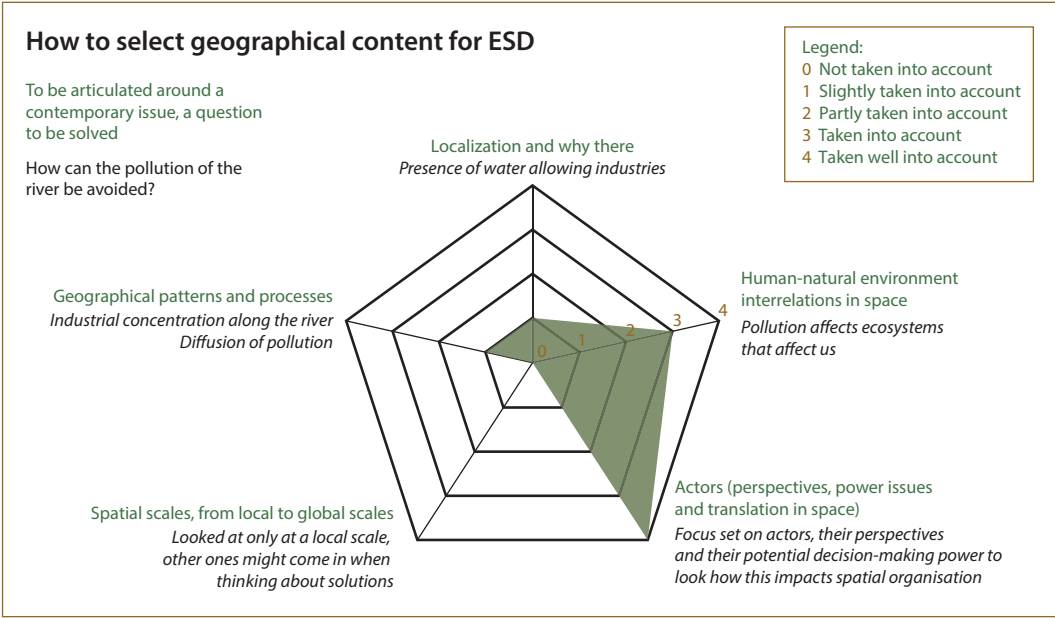 How to select geographical content for ESD
To be articulated around a
contemporary issue, a question
to be solved
How can the pollution of the
river be avoided?
Legend:
0 Not taken into account
1 Slightly taken into account
2 Partly taken into account
3 Taken into account
4 Taken well into account
Localization and why there
Presence of water allowing industries
Human-natural environment
interrelations in space
Pollution affects ecosystems
that affect us
Geographical patterns and processes
Industrial concentration along the river
Diffusion of pollution
0
1
2
3
4
Actors (perspectives, power issues
and translation in space)
Focus set on actors, their perspectives
and their potential decision-making power to
look how this impacts spatial organisation
Spatial scales, from local to global scales
Looked at only at a local scale,
other ones might come in when
thinking about solutions